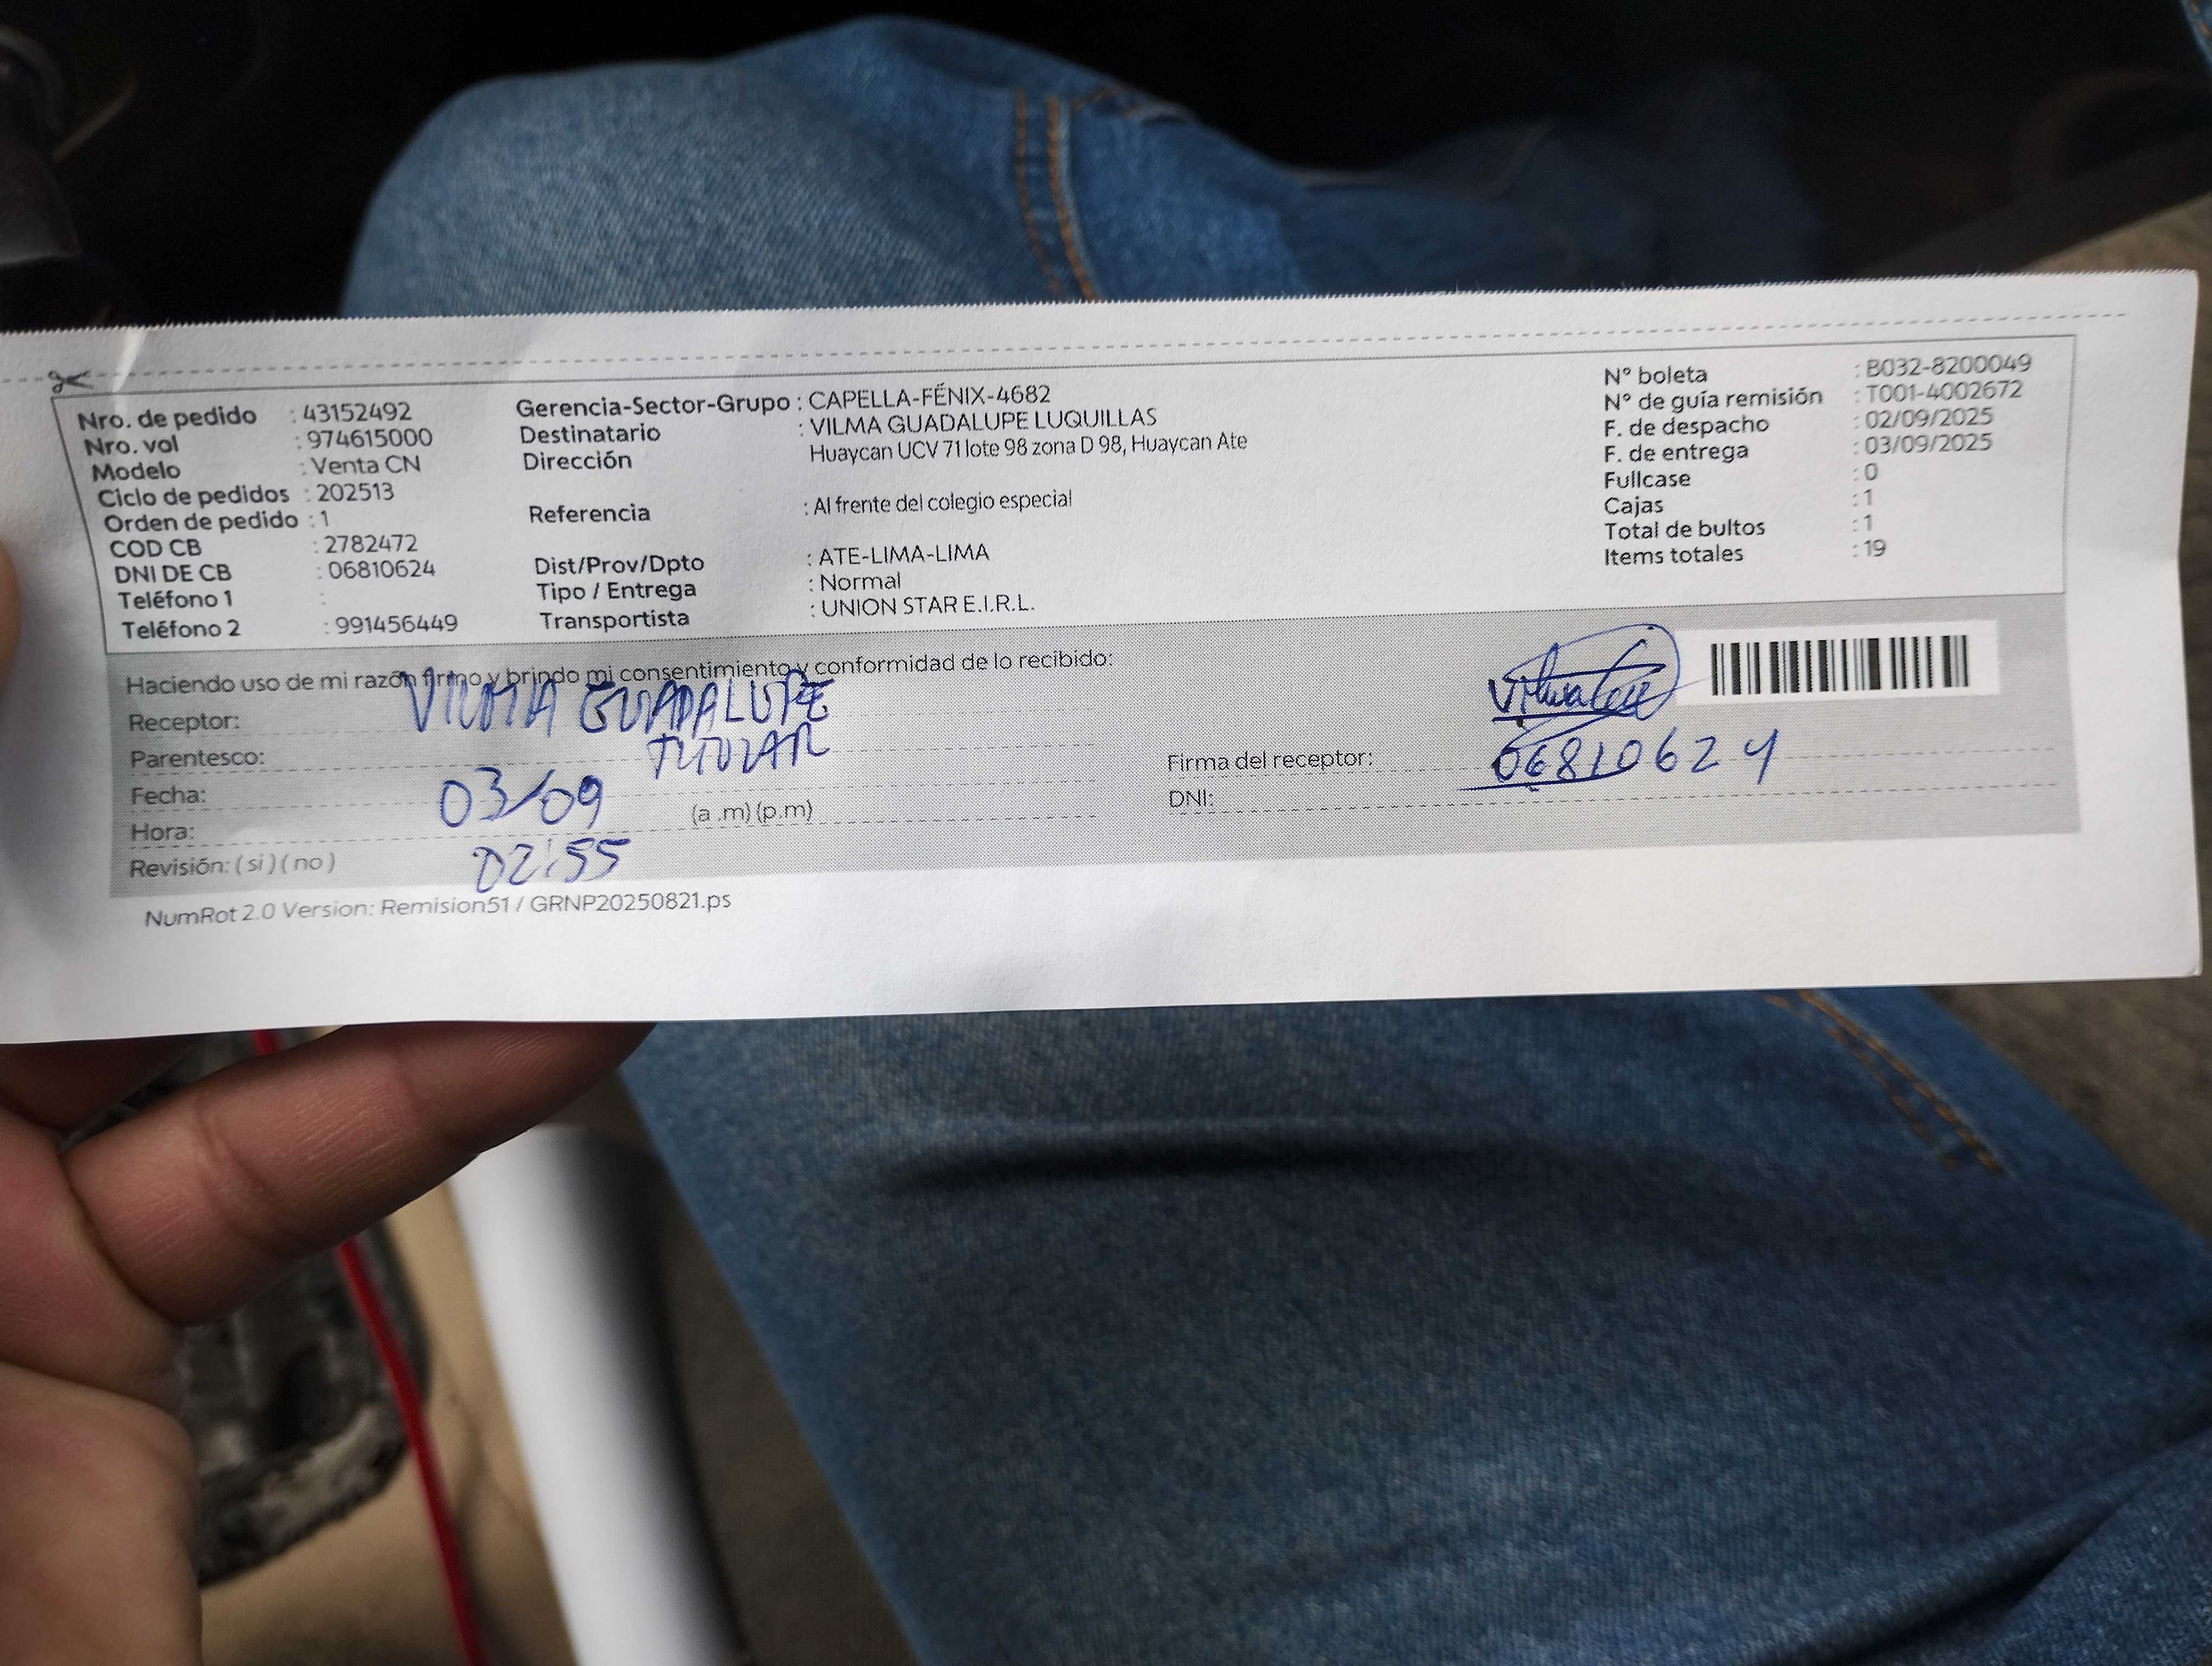 Nro. de pedido : 43152492
Nro. vol : 974615000
Modelo : Venta CN
Ciclo de pedidos : 202513
Orden de pedido : 1
COD CB : 2782472
DNI DE CB : 06810624
Teléfono 1 :
Teléfono 2 : 991456449
Gerencia-Sector-Grupo : CAPELLA-FÉNIX-4682
Destinatario : VILMA GUADALUPE LUQUILLAS
Dirección Huaycan UCV 71 lote 98 zona D 98, Huaycan Ate
Referencia : Al frente del colegio especial
Dist/Prov/Dpto : ATE-LIMA-LIMA
Tipo / Entrega : Normal
Transportista : UNION STAR E.I.R.L.
N° boleta : B032-8200049
N° de guía remisión : T001-4002672
F. de despacho : 02/09/2025
F. de entrega : 03/09/2025
Fullcase : 0
Cajas : 1
Total de bultos : 1
Items totales : 19
Haciendo uso de mi razón firmo y brindo mi consentimiento y conformidad de lo recibido:
Receptor: VILMA GUADALUPE
Parentesco: TITULAR
Fecha: 03/09
Hora: (a .m) (p.m)
02:55
Revisión: ( si ) ( no )
Firma del receptor: 06810624
DNI:
NumRot 2.0 Version: Remision51 / GRNP20250821.ps